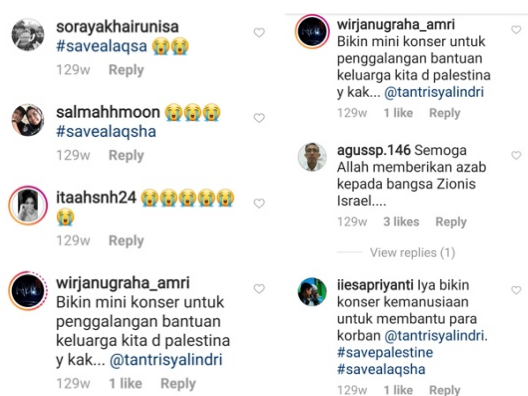 sorayakhairunisa
#savealaqsa 😭😭
129w Reply
salmahhmoon 😭😭😭
#savealaqsha
129w Reply
itaahsnh24 😭😭😭😭😭
😭
129w Reply
wirjanugraha_amri
Bikin mini konser untuk
penggalangan bantuan
keluarga kita d palestina
y kak... @tantrisyalindri
129w 1 like Reply
wirjanugraha_amri
Bikin mini konser untuk
penggalangan bantuan
keluarga kita d palestina
y kak... @tantrisyalindri
129w 1 like Reply
agussp.146 Semoga
Allah memberikan azab
kepada bangsa Zionis
Israel....
129w 3 likes Reply
View replies (1)
iiesapriyanti Iya bikin
konser kemanusiaan
untuk membantu para
korban @tantrisyalindri.
#savepalestine
#savealaqsha
129w 1 like Reply